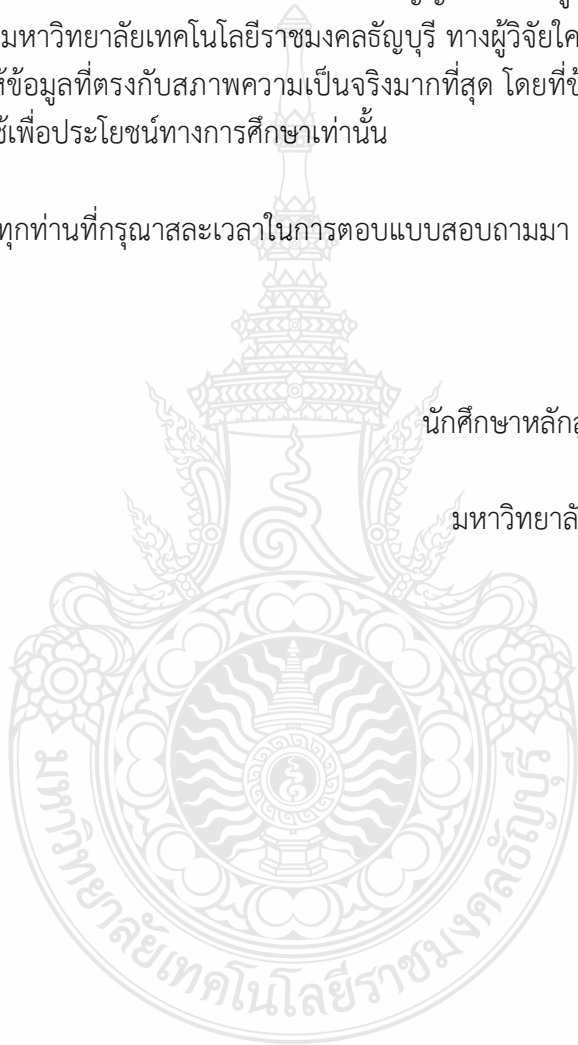 มหาวิทยาลัยเทคโนโลยีราชมงคลธัญบุรี ทางผู้วิจัยใค
ห้ข้อมูลที่ตรงกับสภาพความเป็นจริงมากที่สุด โดยที่ข้
ช้เพื่อประโยชน์ทางการศึกษาเท่านั้น
ทุกท่านที่กรุณาสละเวลาในการตอบแบบสอบถามมา
นักศึกษาหลักสุ
มหาวิทยาลั
มหาวิทยาลัยเทคโนโลยีราชมงคลธัญบุรี